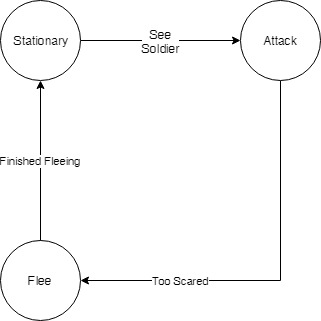 Stationary
See
Soldier
Attack
Finished Fleeing
Flee
Too Scared